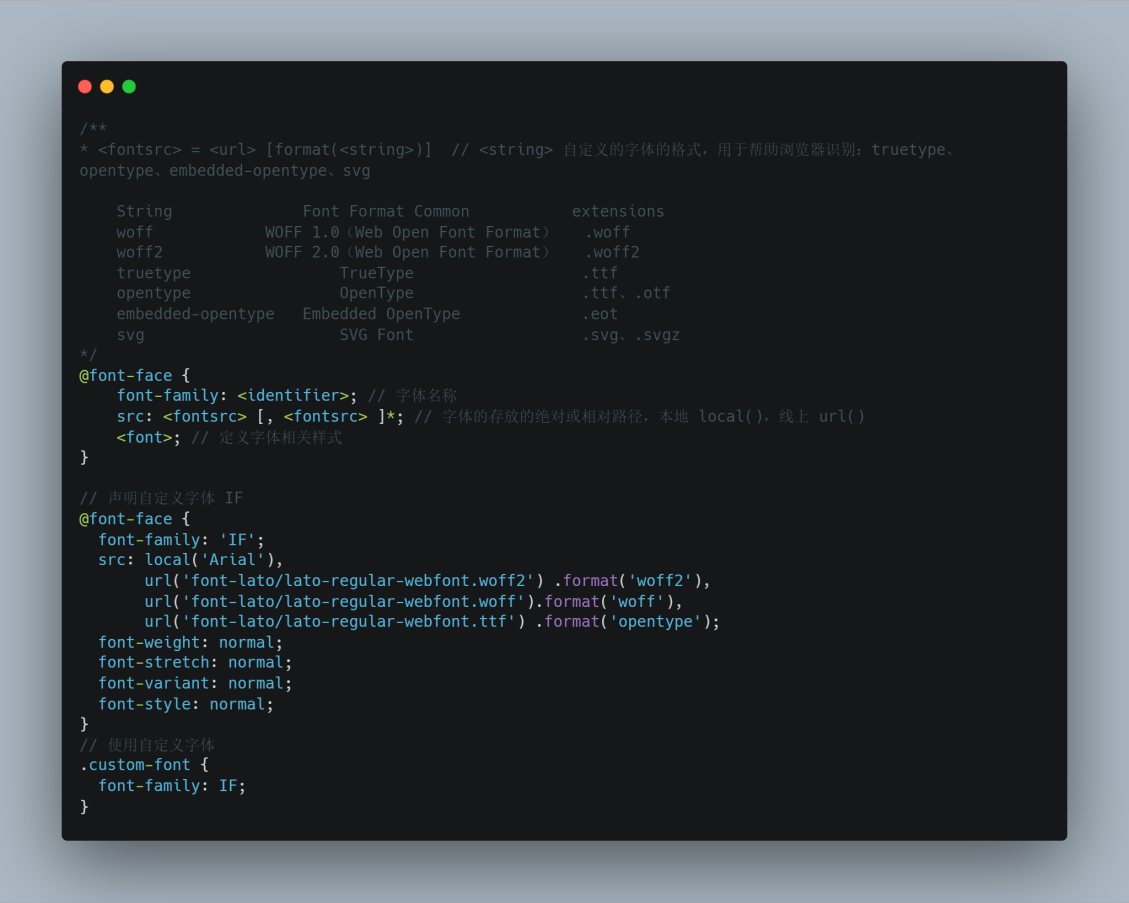 /**
* <fontsrc> = <url> [format(<string>)]  // <string> 自定义的字体的格式，用于帮助浏览器识别：truetype、
opentype、embedded-opentype、svg

    String              Font Format Common           extensions
    woff            WOFF 1.0（Web Open Font Format）   .woff
    woff2           WOFF 2.0（Web Open Font Format）   .woff2
    truetype                TrueType                  .ttf
    opentype                OpenType                  .ttf、.otf
    embedded-opentype   Embedded OpenType             .eot
    svg                     SVG Font                  .svg、.svgz
*/
@font-face {
    font-family: <identifier>; // 字体名称
    src: <fontsrc> [, <fontsrc> ]*; // 字体的存放的绝对或相对路径，本地 local()，线上 url()
    <font>; // 定义字体相关样式
}

// 声明自定义字体 IF
@font-face {
  font-family: 'IF';
  src: local('Arial'),
       url('font-lato/lato-regular-webfont.woff2') .format('woff2'),
       url('font-lato/lato-regular-webfont.woff').format('woff'),
       url('font-lato/lato-regular-webfont.ttf') .format('opentype');
  font-weight: normal;
  font-stretch: normal;
  font-variant: normal;
  font-style: normal;
}
// 使用自定义字体
.custom-font {
  font-family: IF;
}